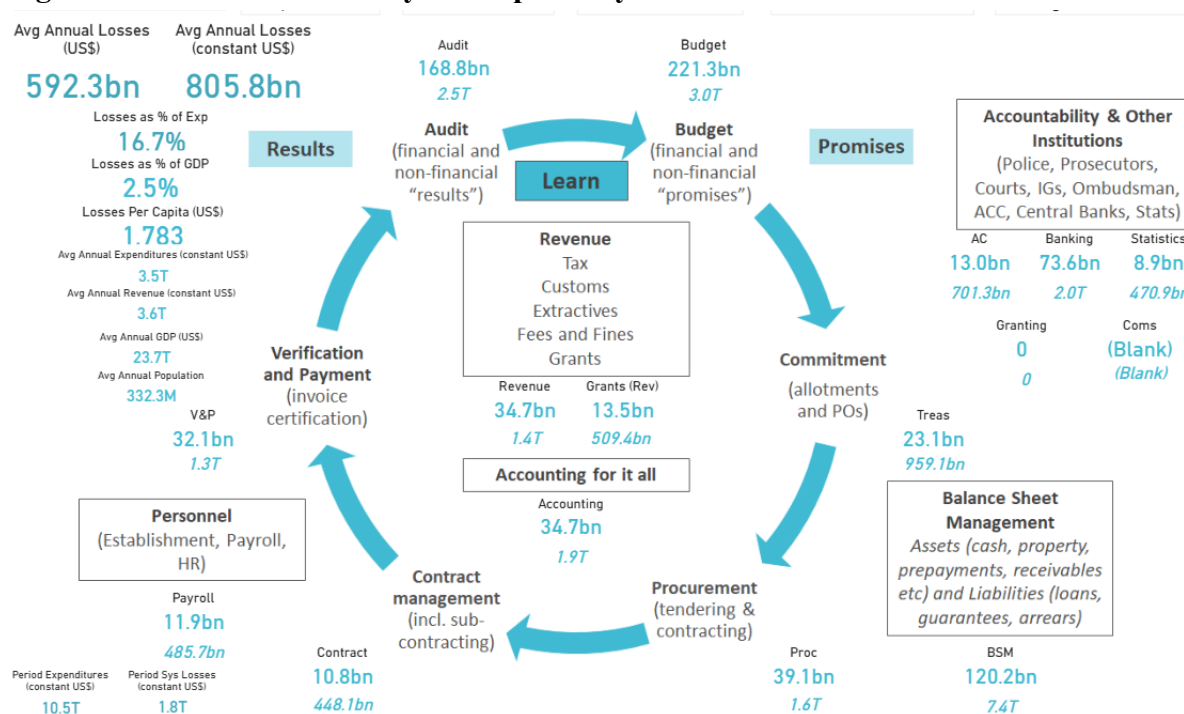 Avg Annual Losses
(US$)
592.3bn
Avg Annual Losses
(constant US$)
805.8bn
Losses as % of Exp
16.7%
Losses as % of GDP
2.5%
Losses Per Capita (US$)
1.783
Avg Annual Expenditures (constant US$)
3.5T
Avg Annual Revenue (constant US$)
3.6T
Avg Annual GDP (US$)
23.7T
Avg Annual Population
332.3M
Results
Audit
168.8bn
2.5T
Audit
(financial and
non-financial
“results”)
Learn
Budget
221.3bn
3.0T
Budget
(financial and
non-financial
“promises”)
Promises
Accountability & Other
Institutions
(Police, Prosecutors,
Courts, IGs, Ombudsman,
ACC, Central Banks, Stats)
AC
13.0bn
701.3bn
Banking
73.6bn
2.0T
Statistics
8.9bn
470.9bn
Granting
0
0
Coms
(Blank)
(Blank)
Revenue
Tax
Customs
Extractives
Fees and Fines
Grants
Revenue
34.7bn
1.4T
Grants (Rev)
13.5bn
509.4bn
Verification
and Payment
(invoice
certification)
V&P
32.1bn
1.3T
Commitment
(allotments
and POs)
Treas
23.1bn
959.1bn
Accounting for it all
Accounting
34.7bn
1.9T
Personnel
(Establishment, Payroll,
HR)
Payroll
11.9bn
485.7bn
Period Expenditures
(constant US$)
10.5T
Period Sys Losses
(constant US$)
1.8T
Contract
management
(incl. sub-
contracting)
Contract
10.8bn
448.1bn
Procurement
(tendering &
contracting)
Proc
39.1bn
1.6T
Balance Sheet
Management
Assets (cash, property,
prepayments, receivables
etc) and Liabilities (loans,
guarantees, arrears)
BSM
120.2bn
7.4T